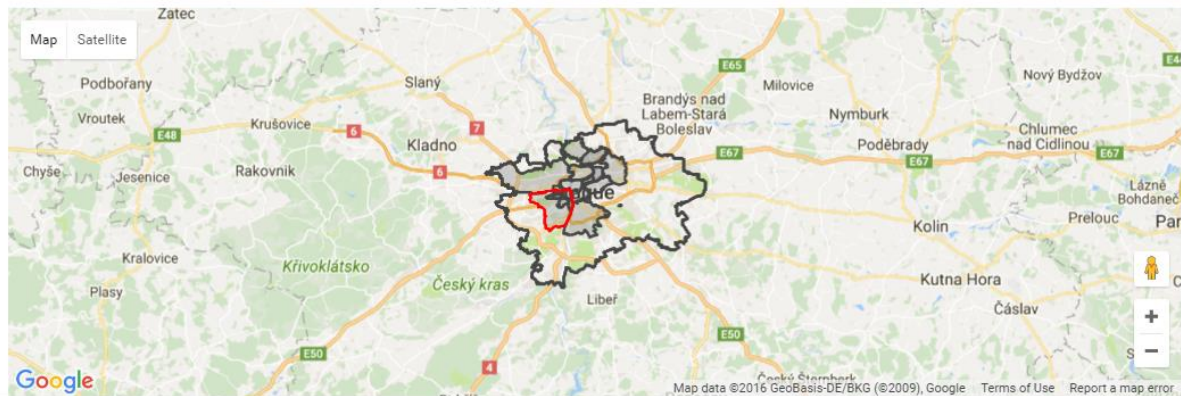 Map Satellite
Zatec
E65
E44
Podbořany
Slaný
Milovice
Nový Bydžov
Vroutek
E48
Krušovice
6
7
Brandýs nad
Labem-Stará
Boleslav
Nymburk
Kladno
Poděbrady
Chlumec
nad Cidlinou
Chyše
Jesenice
Rakovník
6
E67
E67
E67
Lázně
Bohdaneč
Kolin
Prelouc
Kralovice
Křivoklátsko
Kutna Hora
Plasy
Český kras
Libeř
Čáslav
E50
4
E50
Google
Map data ©2016 GeoBasis-DE/BKG (©2009), Google Terms of Use Report a map error